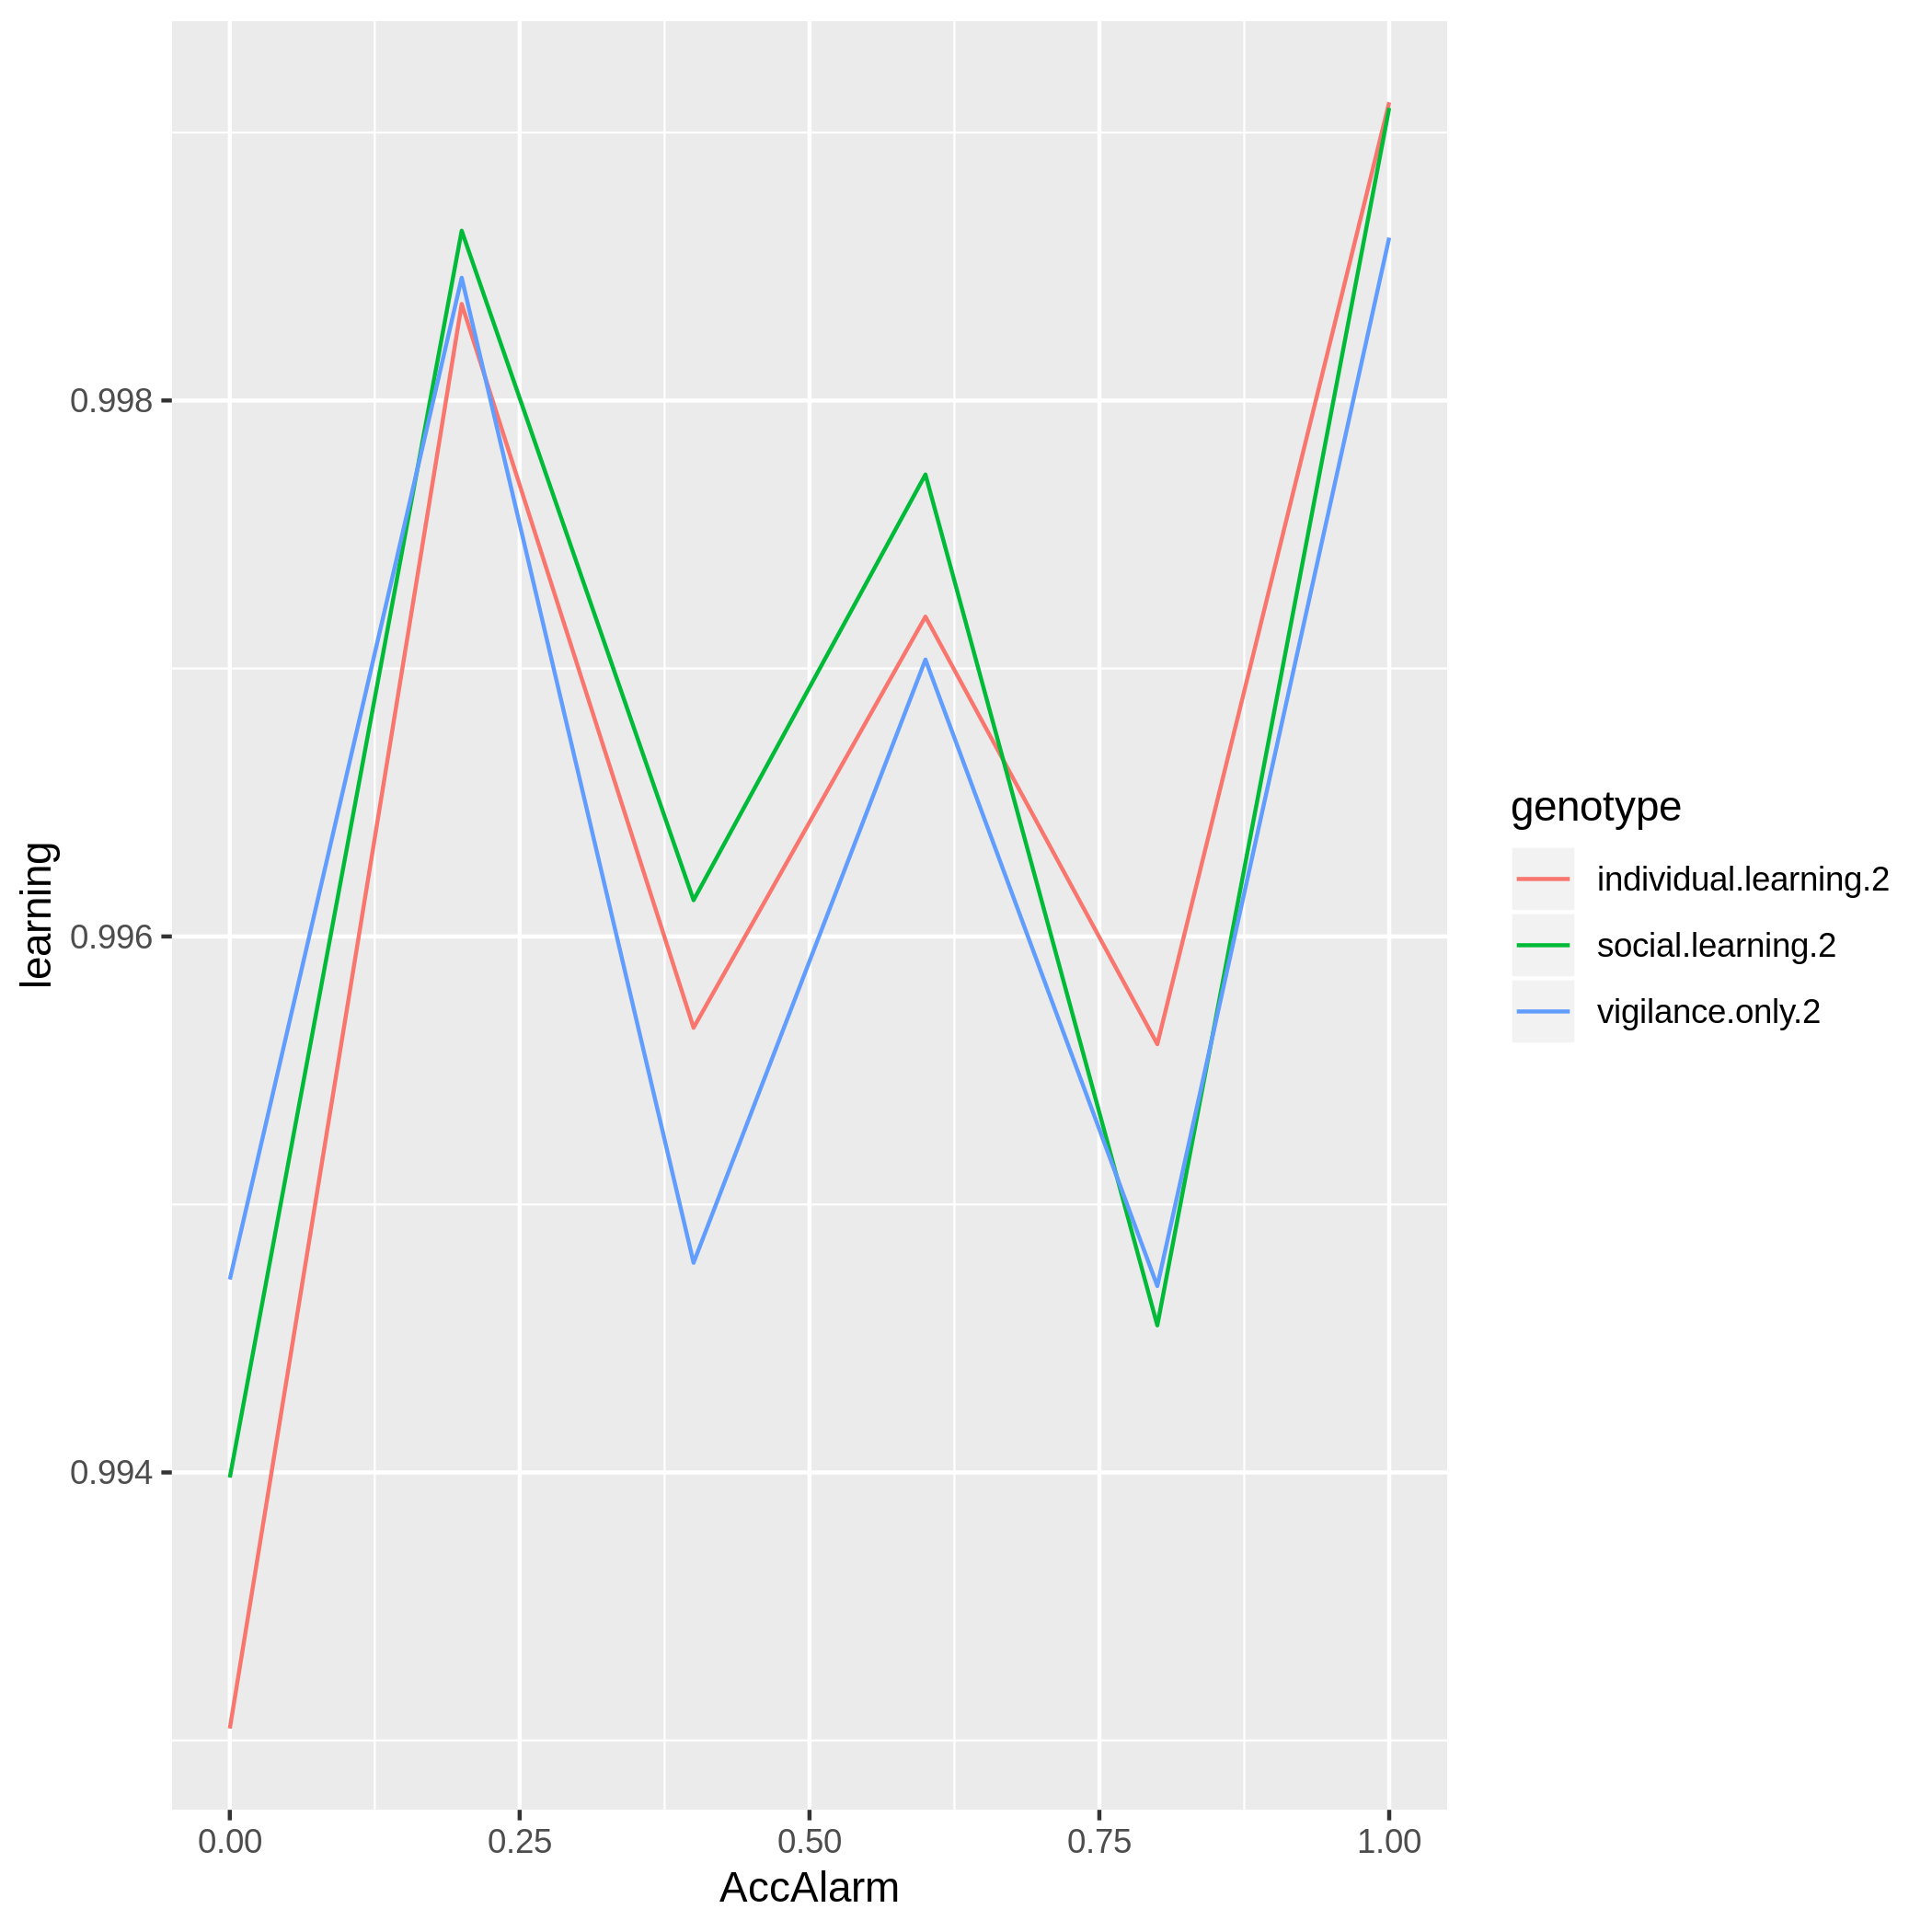 learning
0.998
0.996
0.994
0.00 0.25 0.50 0.75 1.00
AccAlarm
genotype
individual.learning.2
social.learning.2
vigilance.only.2